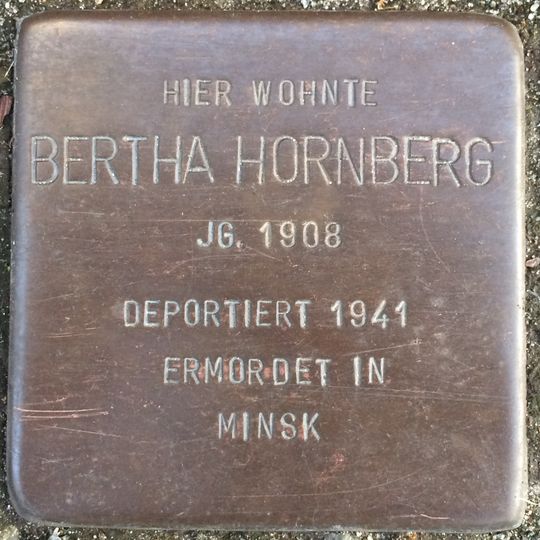 HIER WOHNTE
BERTHA HORNBERG
JG. 1908
DEPORTIERT 1941
ERMORDET IN
MINSK